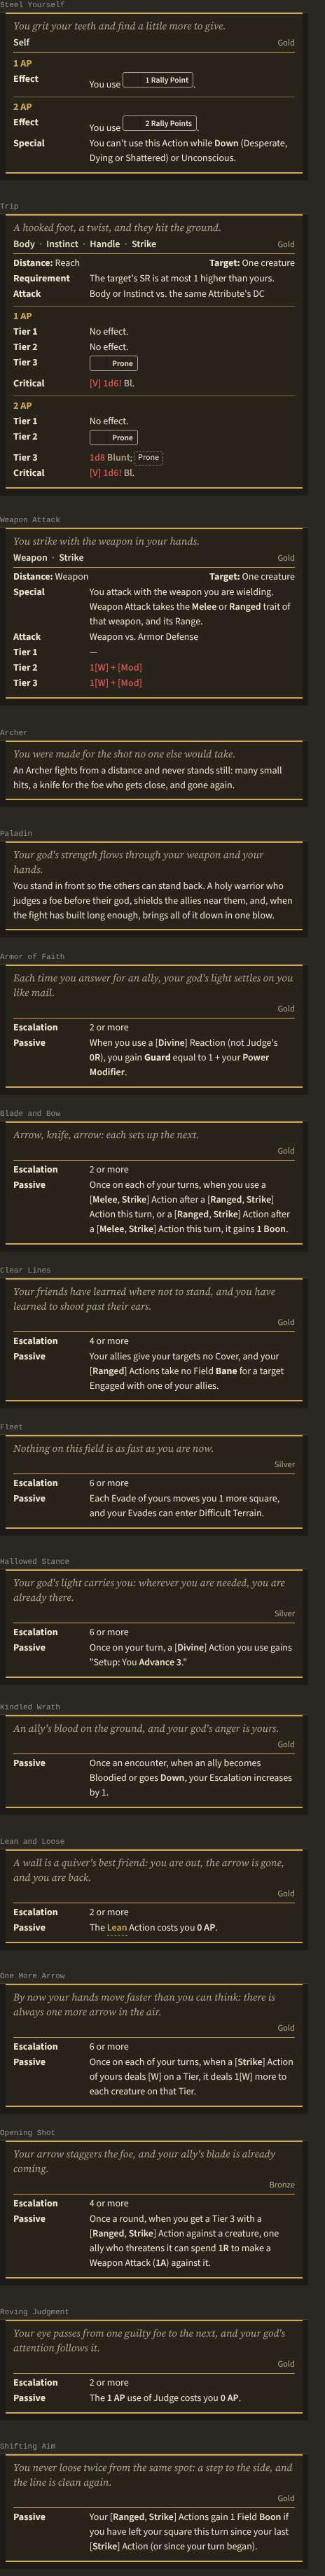 Steel Yourself
You grit your teeth and find a little more to give.
Self Gold
1 AP
Effect You use 1 Rally Point.
2 AP
Effect You use 2 Rally Points.
Special You can't use this Action while Down (Desperate,
Dying or Shattered) or Unconscious.
Trip
A hooked foot, a twist, and they hit the ground.
Body · Instinct · Handle · Strike Gold
Distance: Reach Target: One creature
Requirement The target's SR is at most 1 higher than yours.
Attack Body or Instinct vs. the same Attribute's DC
1 AP
Tier 1 No effect.
Tier 2 No effect.
Tier 3 Prone
Critical [V] 1d6! Bl.
2 AP
Tier 1 No effect.
Tier 2 Prone
Tier 3 1d8 Blunt; Prone
Critical [V] 1d6! Bl.
Weapon Attack
You strike with the weapon in your hands.
Weapon · Strike Gold
Distance: Weapon Target: One creature
Special You attack with the weapon you are wielding.
Weapon Attack takes the Melee or Ranged trait of
that weapon, and its Range.
Attack Weapon vs. Armor Defense
Tier 1 —
Tier 2 1[W] + [Mod]
Tier 3 1[W] + [Mod]
Archer
You were made for the shot no one else would take.
An Archer fights from a distance and never stands still: many small
hits, a knife for the foe who gets close, and gone again.
Paladin
Your god's strength flows through your weapon and your
hands.
You stand in front so the others can stand back. A holy warrior who
judges a foe before their god, shields the allies near them, and, when
the fight has built long enough, brings all of it down in one blow.
Armor of Faith
Each time you answer for an ally, your god's light settles on you
like mail.
Gold
Escalation 2 or more
Passive When you use a [Divine] Reaction (not Judge's
0R), you gain Guard equal to 1 + your Power
Modifier.
Blade and Bow
Arrow, knife, arrow: each sets up the next.
Gold
Escalation 2 or more
Passive Once on each of your turns, when you use a
[Melee, Strike] Action after a [Ranged, Strike]
Action this turn, or a [Ranged, Strike] Action after
a [Melee, Strike] Action this turn, it gains 1 Boon.
Clear Lines
Your friends have learned where not to stand, and you have
learned to shoot past their ears.
Gold
Escalation 4 or more
Passive Your allies give your targets no Cover, and your
[Ranged] Actions take no Field Bane for a target
Engaged with one of your allies.
Fleet
Nothing on this field is as fast as you are now.
Silver
Escalation 6 or more
Passive Each Evade of yours moves you 1 more square,
and your Evades can enter Difficult Terrain.
Hallowed Stance
Your god's light carries you: wherever you are needed, you are
already there.
Silver
Escalation 6 or more
Passive Once on your turn, a [Divine] Action you use gains
"Setup: You Advance 3."
Kindled Wrath
An ally's blood on the ground, and your god's anger is yours.
Gold
Passive Once an encounter, when an ally becomes
Bloodied or goes Down, your Escalation increases
by 1.
Lean and Loose
A wall is a quiver's best friend: you are out, the arrow is gone,
and you are back.
Gold
Escalation 2 or more
Passive The Lean Action costs you 0 AP.
One More Arrow
By now your hands move faster than you can think: there is
always one more arrow in the air.
Gold
Escalation 6 or more
Passive Once on each of your turns, when a [Strike] Action
of yours deals [W] on a Tier, it deals 1[W] more to
each creature on that Tier.
Opening Shot
Your arrow staggers the foe, and your ally's blade is already
coming.
Bronze
Escalation 4 or more
Passive Once a round, when you get a Tier 3 with a
[Ranged, Strike] Action against a creature, one
ally who threatens it can spend 1R to make a
Weapon Attack (1A) against it.
Roving Judgment
Your eye passes from one guilty foe to the next, and your god's
attention follows it.
Gold
Escalation 2 or more
Passive The 1 AP use of Judge costs you 0 AP.
Shifting Aim
You never loose twice from the same spot: a step to the side, and
the line is clean again.
Gold
Passive Your [Ranged, Strike] Actions gain 1 Field Boon if
you have left your square this turn since your last
[Strike] Action (or since your turn began).